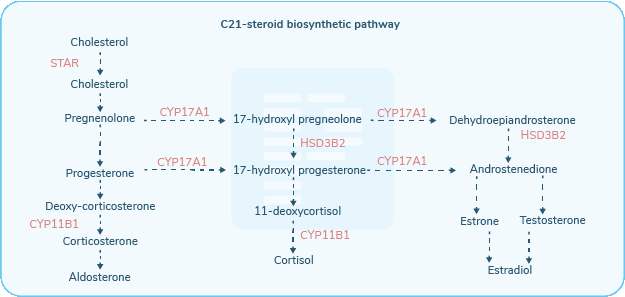 C21-steroid biosynthetic pathway
Cholesterol
STAR
Cholesterol
Pregnenolone
CYP17A1
17-hydroxyl pregneolone
CYP17A1
Dehydroepiandrosterone
HSD3B2
HSD3B2
Progesterone
CYP17A1
17-hydroxyl progesterone
CYP17A1
Androstenedione
Deoxy-corticosterone
11-deoxycortisol
Estrone
Testosterone
CYP11B1
CYP11B1
Corticosterone
Cortisol
Estradiol
Aldosterone